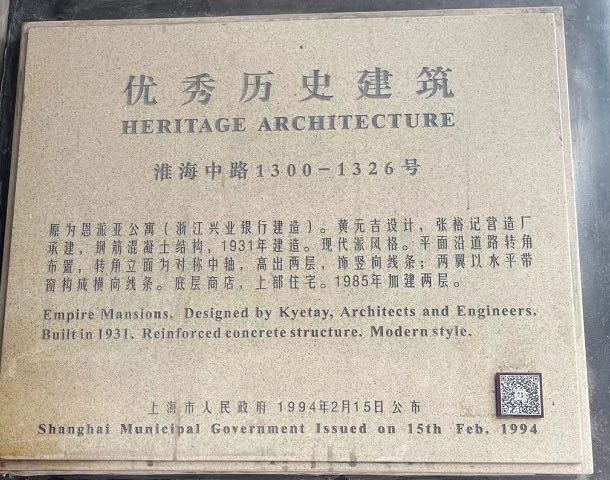 优秀历史建筑
HERITAGE ARCHITECTURE
淮海中路1300-1326号
原为恩派亚公寓(浙江兴业银行建造)。黄元吉设计，张裕记营造厂
承建，钢筋混凝土结构，1931年建造。现代派风格。平面沿道路转角
布置，转角立面为对称中轴，高出两层，饰竖向线条；两翼以水平带
窗构成横向线条。底层商店，上部住宅。1985年加建两层。
Empire Mansions. Designed by Kyetay, Architects and Engineers.
Built in 1931. Reinforced concrete structure. Modern style.
上海市人民政府 1994年2月15日公布
Shanghai Municipal Government Issued on 15th Feb. 1994